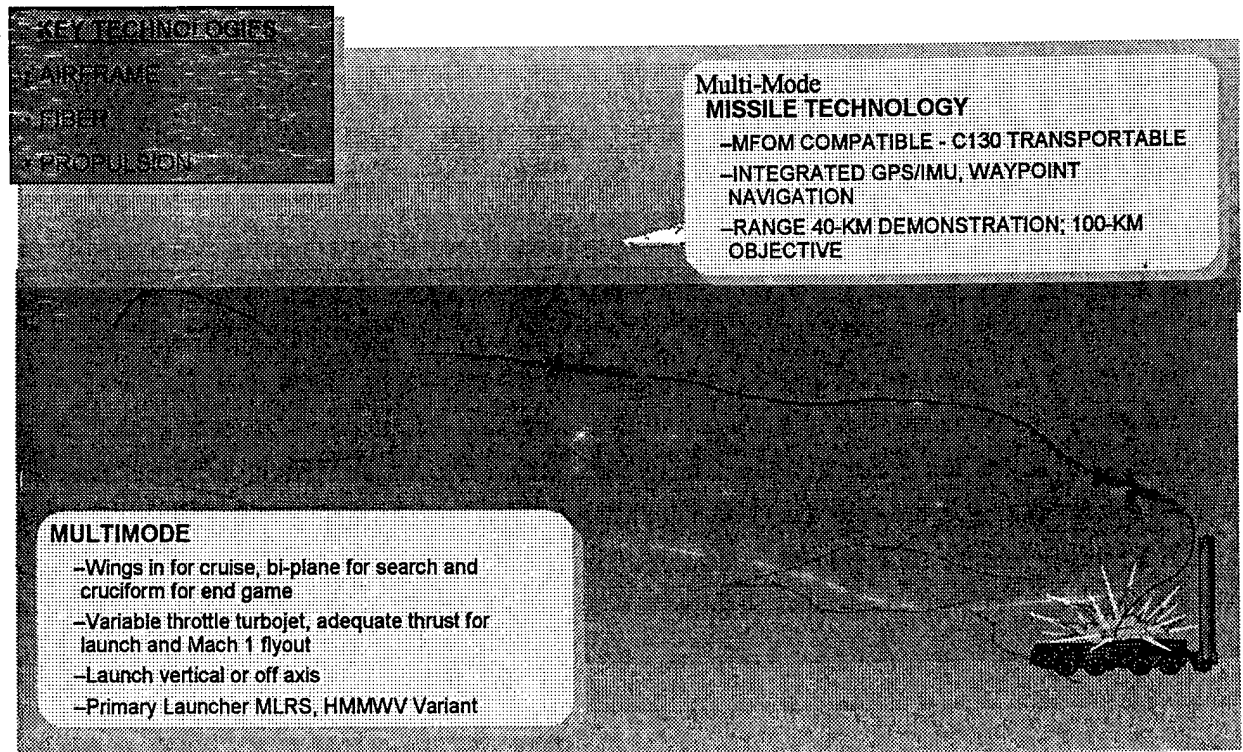 KEY TECHNOLOGIES
AIRFRAME
FIBER
PROPULSION
Multi-Mode
MISSILE TECHNOLOGY
–MFOM COMPATIBLE - C130 TRANSPORTABLE
–INTEGRATED GPS/IMU, WAYPOINT
NAVIGATION
–RANGE 40-KM DEMONSTRATION; 100-KM
OBJECTIVE
MULTIMODE
–Wings in for cruise, bi-plane for search and
cruciform for end game
–Variable throttle turbojet, adequate thrust for
launch and Mach 1 flyout
–Launch vertical or off axis
–Primary Launcher MLRS, HMMWV Variant